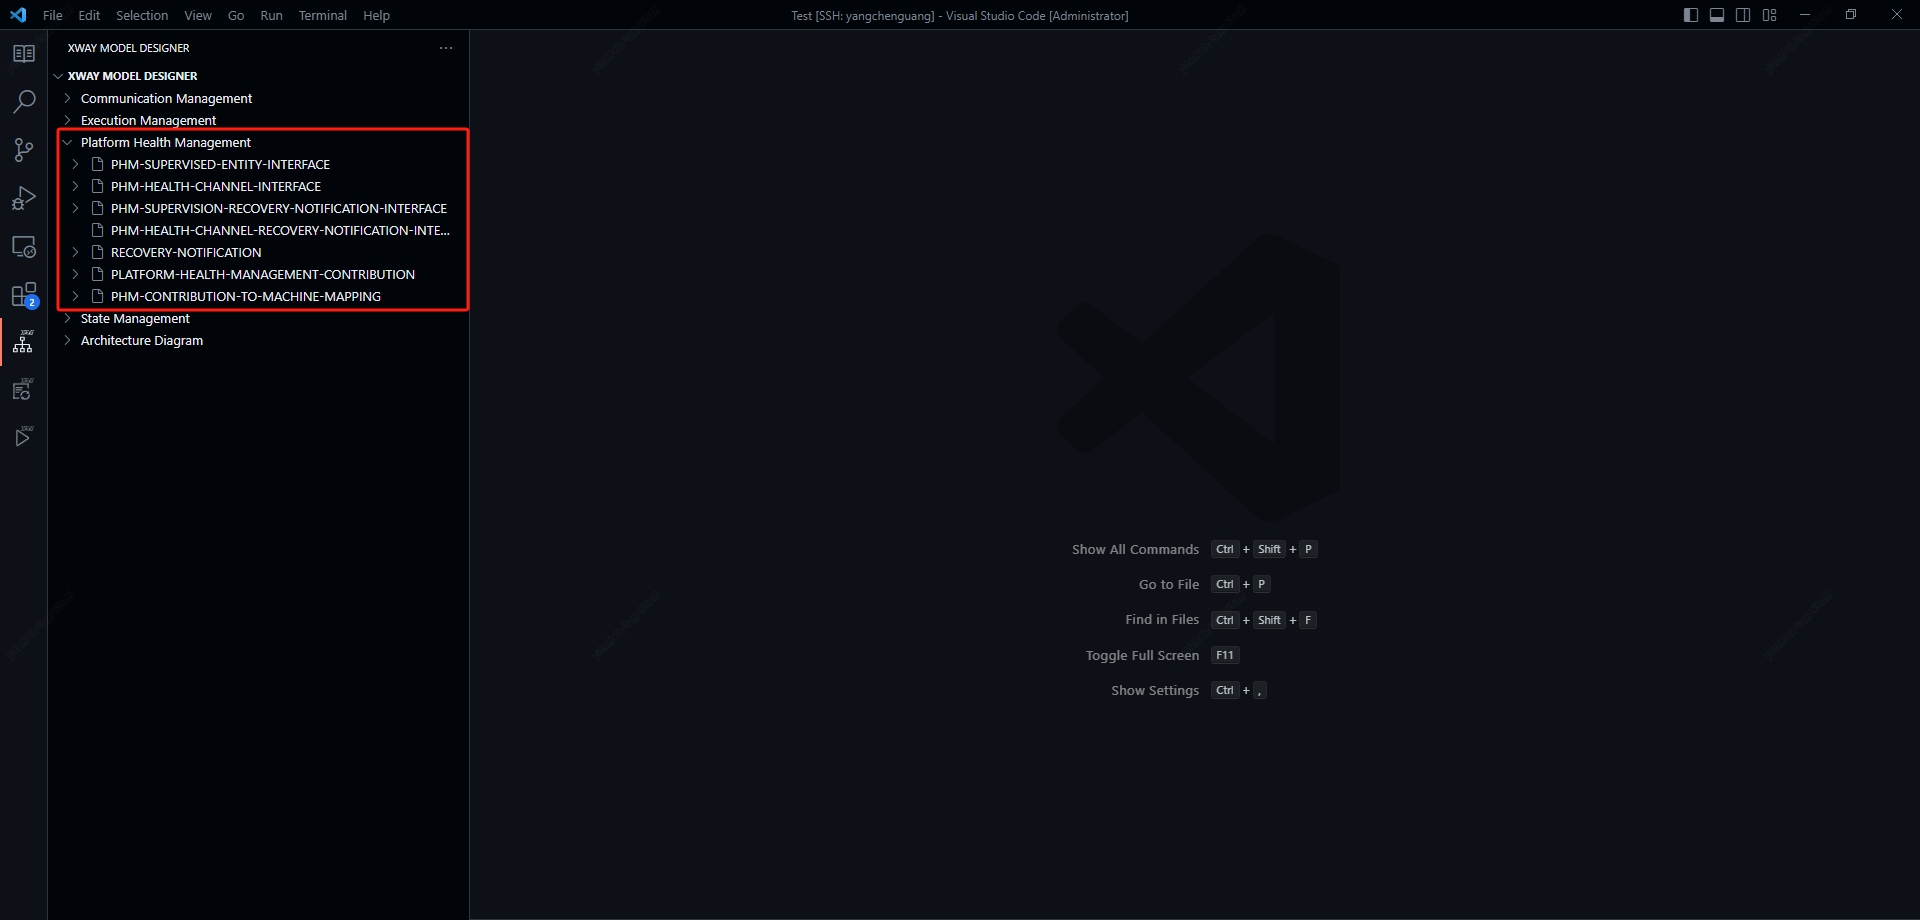 File Edit Selection View Go Run Terminal Help
Test [SSH: yangchenguang] - Visual Studio Code [Administrator]
XWAY MODEL DESIGNER
XWAY MODEL DESIGNER
Communication Management
Execution Management
Platform Health Management
PHM-SUPERVISED-ENTITY-INTERFACE
PHM-HEALTH-CHANNEL-INTERFACE
PHM-SUPERVISION-RECOVERY-NOTIFICATION-INTERFACE
PHM-HEALTH-CHANNEL-RECOVERY-NOTIFICATION-INTE...
RECOVERY-NOTIFICATION
PLATFORM-HEALTH-MANAGEMENT-CONTRIBUTION
PHM-CONTRIBUTION-TO-MACHINE-MAPPING
State Management
Architecture Diagram
2
Show All Commands Ctrl + Shift + P
Go to File Ctrl + P
Find in Files Ctrl + Shift + F
Toggle Full Screen F11
Show Settings Ctrl + ,